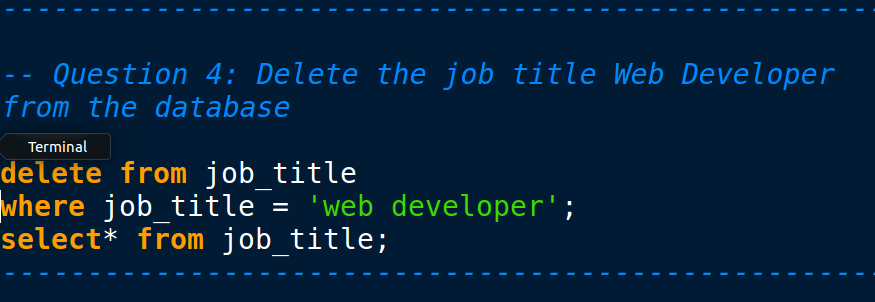 -- Question 4: Delete the job title Web Developer
from the database
Terminal
delete from job_title
where job_title = 'web developer';
select* from job_title;